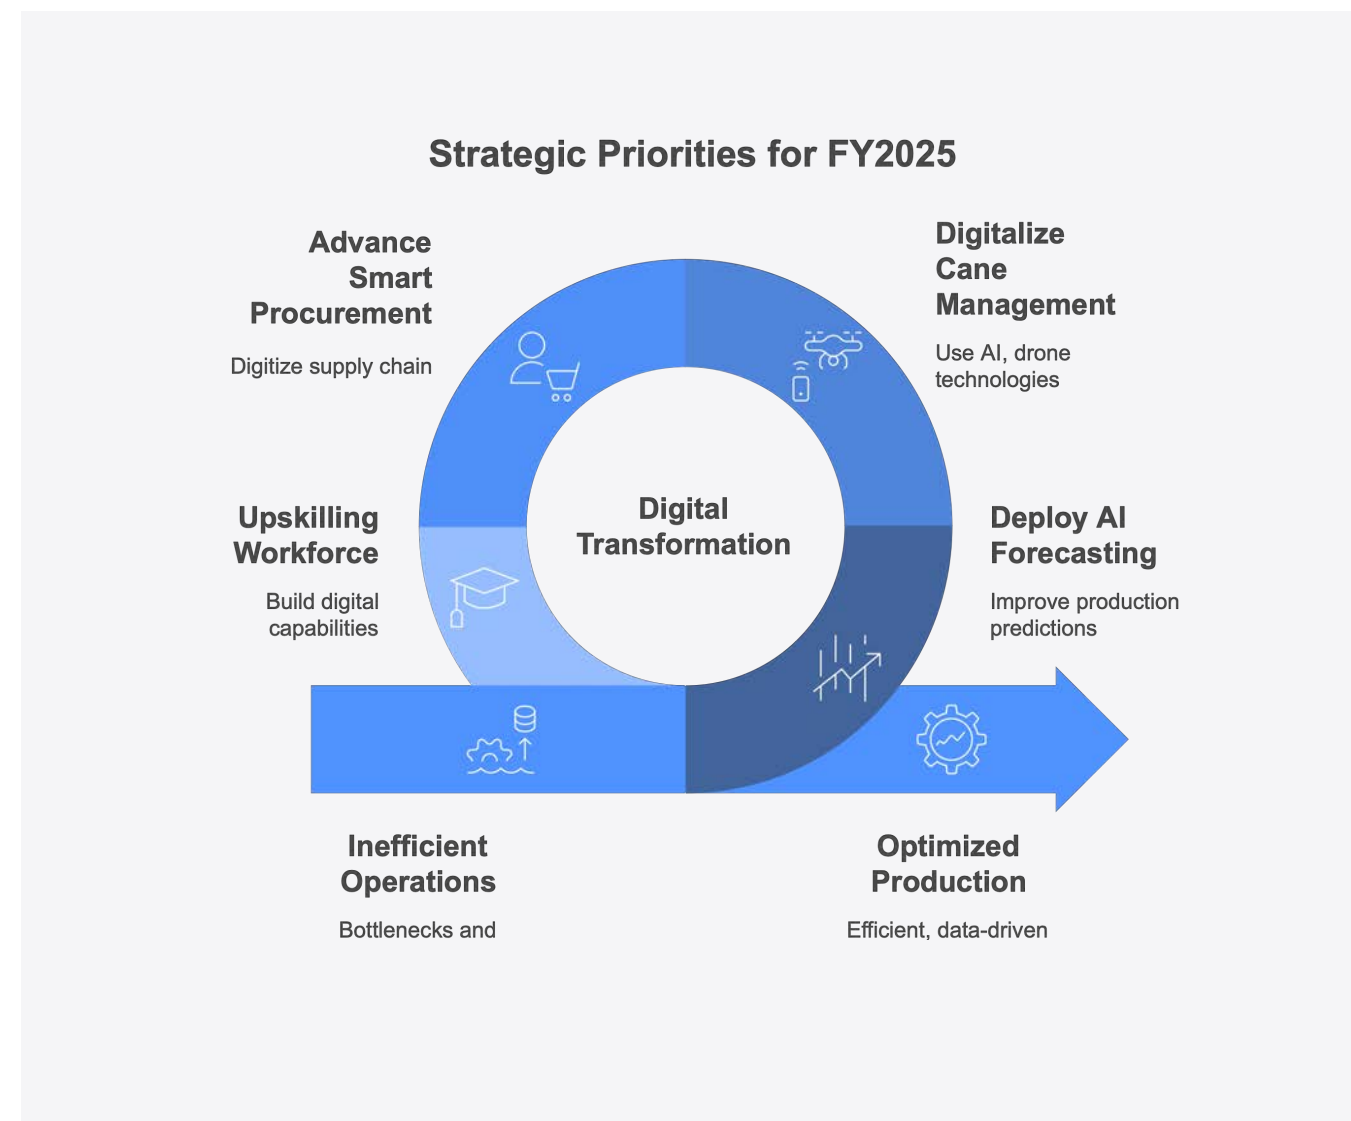 Strategic Priorities for FY2025
Advance
Smart
Procurement
Digitize supply chain
Digitalize
Cane
Management
Use AI, drone
technologies
Upskilling
Workforce
Build digital
capabilities
Digital
Transformation
Deploy AI
Forecasting
Improve production
predictions
Inefficient
Operations
Bottlenecks and
Optimized
Production
Efficient, data-driven